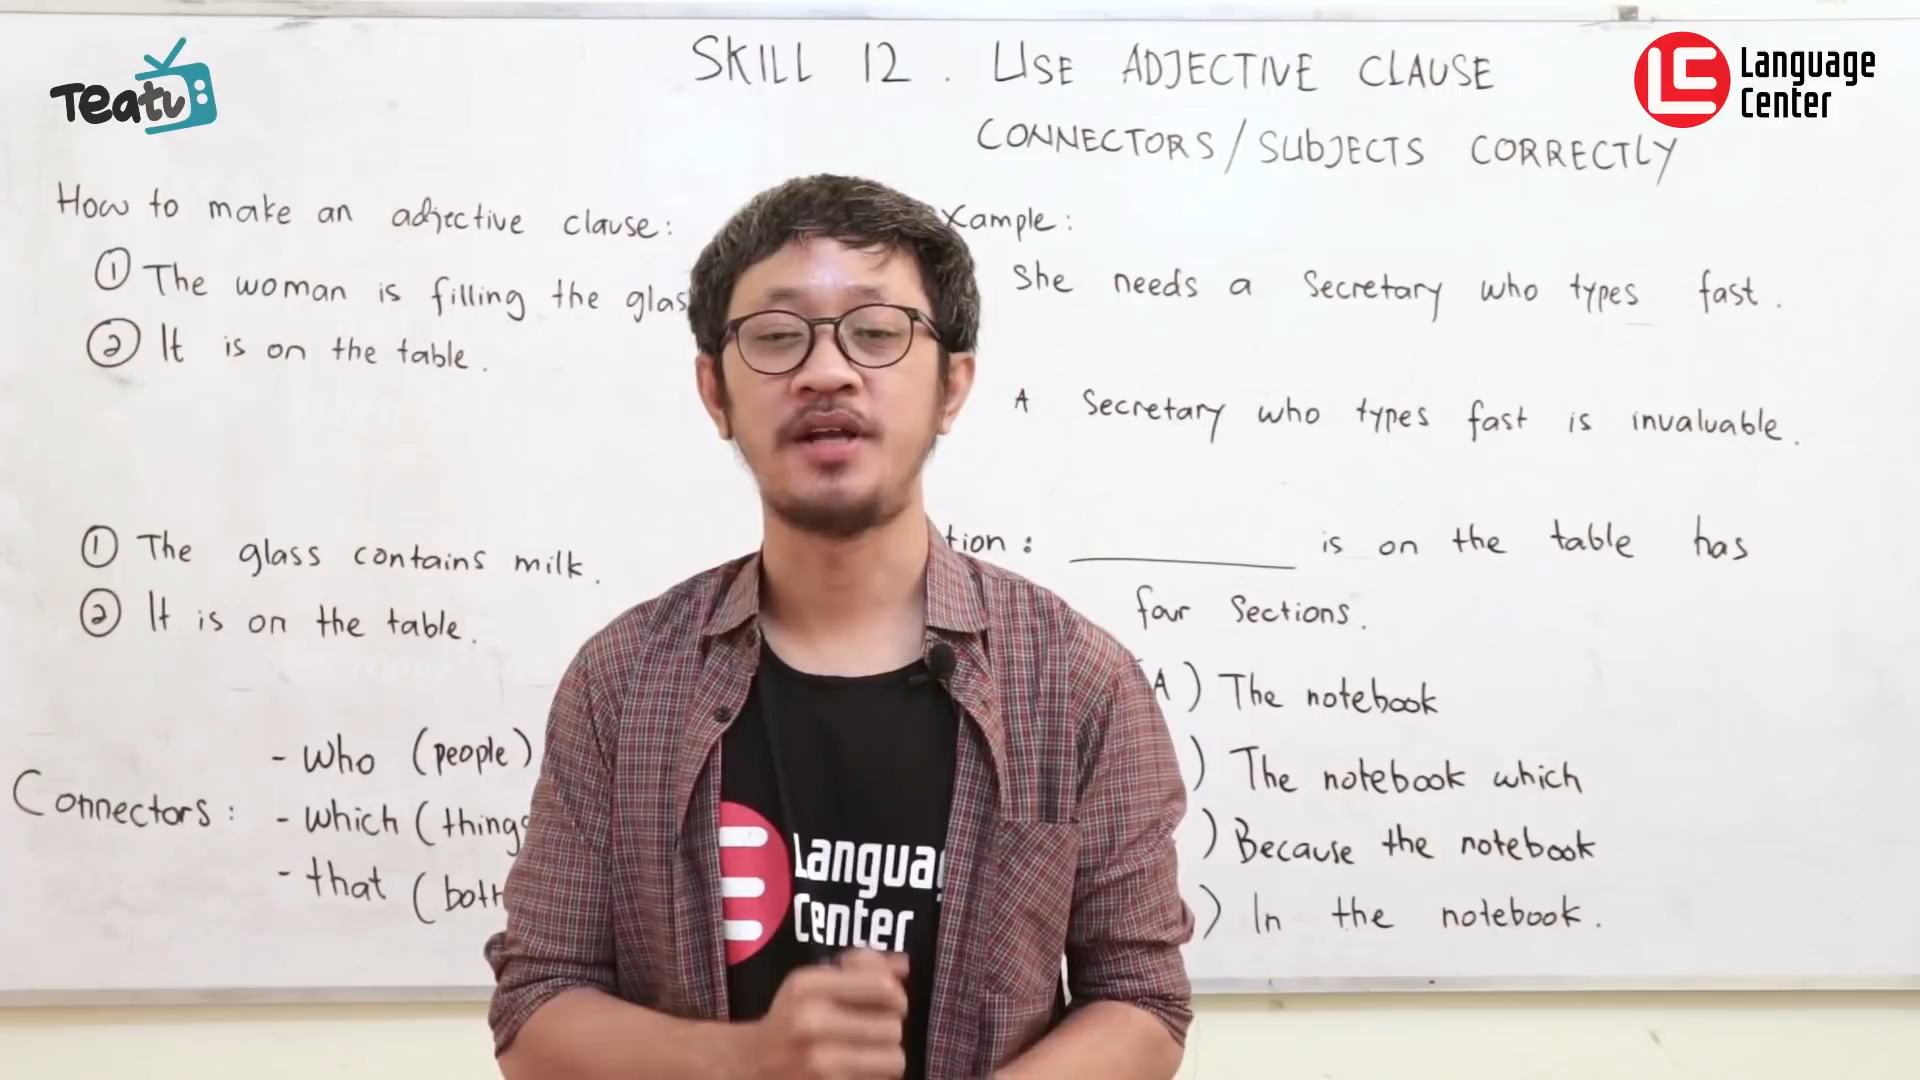 Teatv
SKILL 12. USE ADJECTIVE CLAUSE
CONNECTORS/SUBJECTS CORRECTLY
LC Language
Center
How to make an adjective clause:
① The woman is filling the glas
② It is on the table.
① The glass contains milk.
② It is on the table.
Connectors:
- who (people)
- which (things
- that (both
xample:
She needs a Secretary who types fast.
A Secretary who types fast is invaluable.
tion: ________ is on the table has
four Sections.
A) The notebook
) The notebook which
) Because the notebook
) In the notebook.
Langua
Center